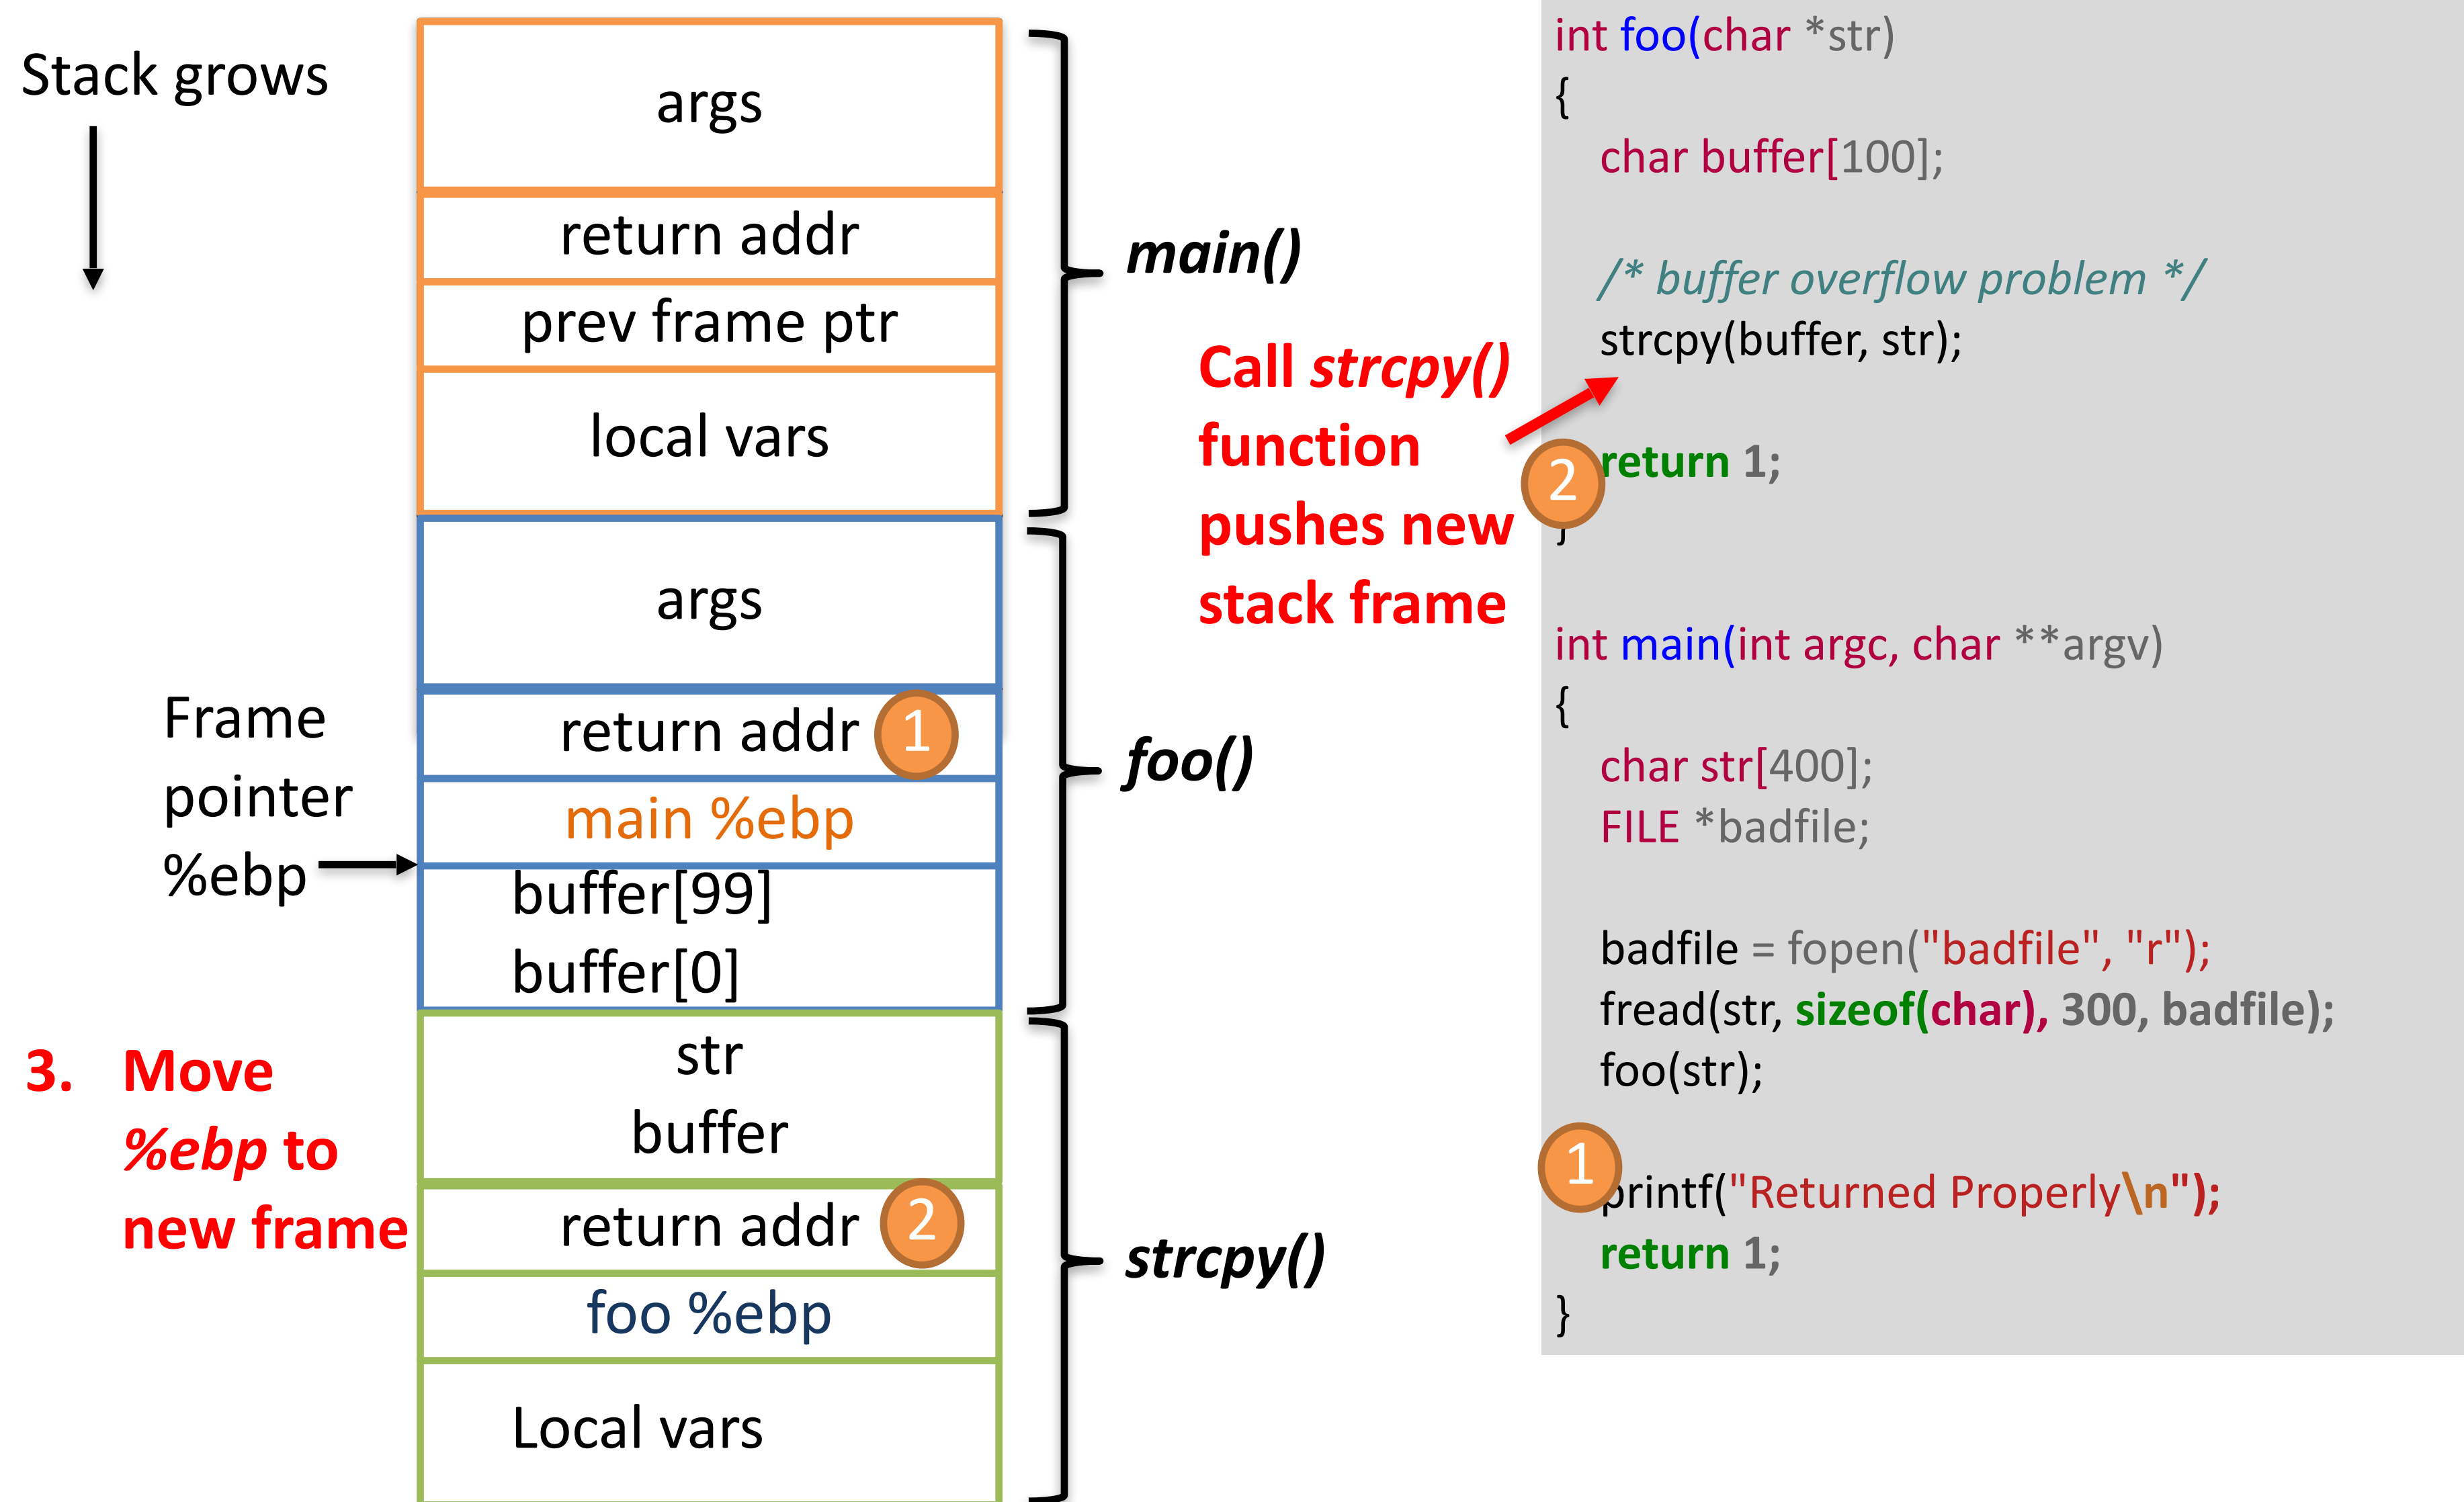 Stack grows
args
return addr
prev frame ptr
local vars
main()
args
return addr 1
main %ebp
buffer[99]
buffer[0]
foo()
Frame
pointer
%ebp
str
buffer
return addr 2
foo %ebp
Local vars
strcpy()
3. Move
%ebp to
new frame
Call strcpy()
function
pushes new
stack frame
int foo(char *str)
{
char buffer[100];
/* buffer overflow problem */
strcpy(buffer, str);
2 return 1;
}
int main(int argc, char **argv)
{
char str[400];
FILE *badfile;
badfile = fopen("badfile", "r");
fread(str, sizeof(char), 300, badfile);
foo(str);
1 printf("Returned Properly\n");
return 1;
}